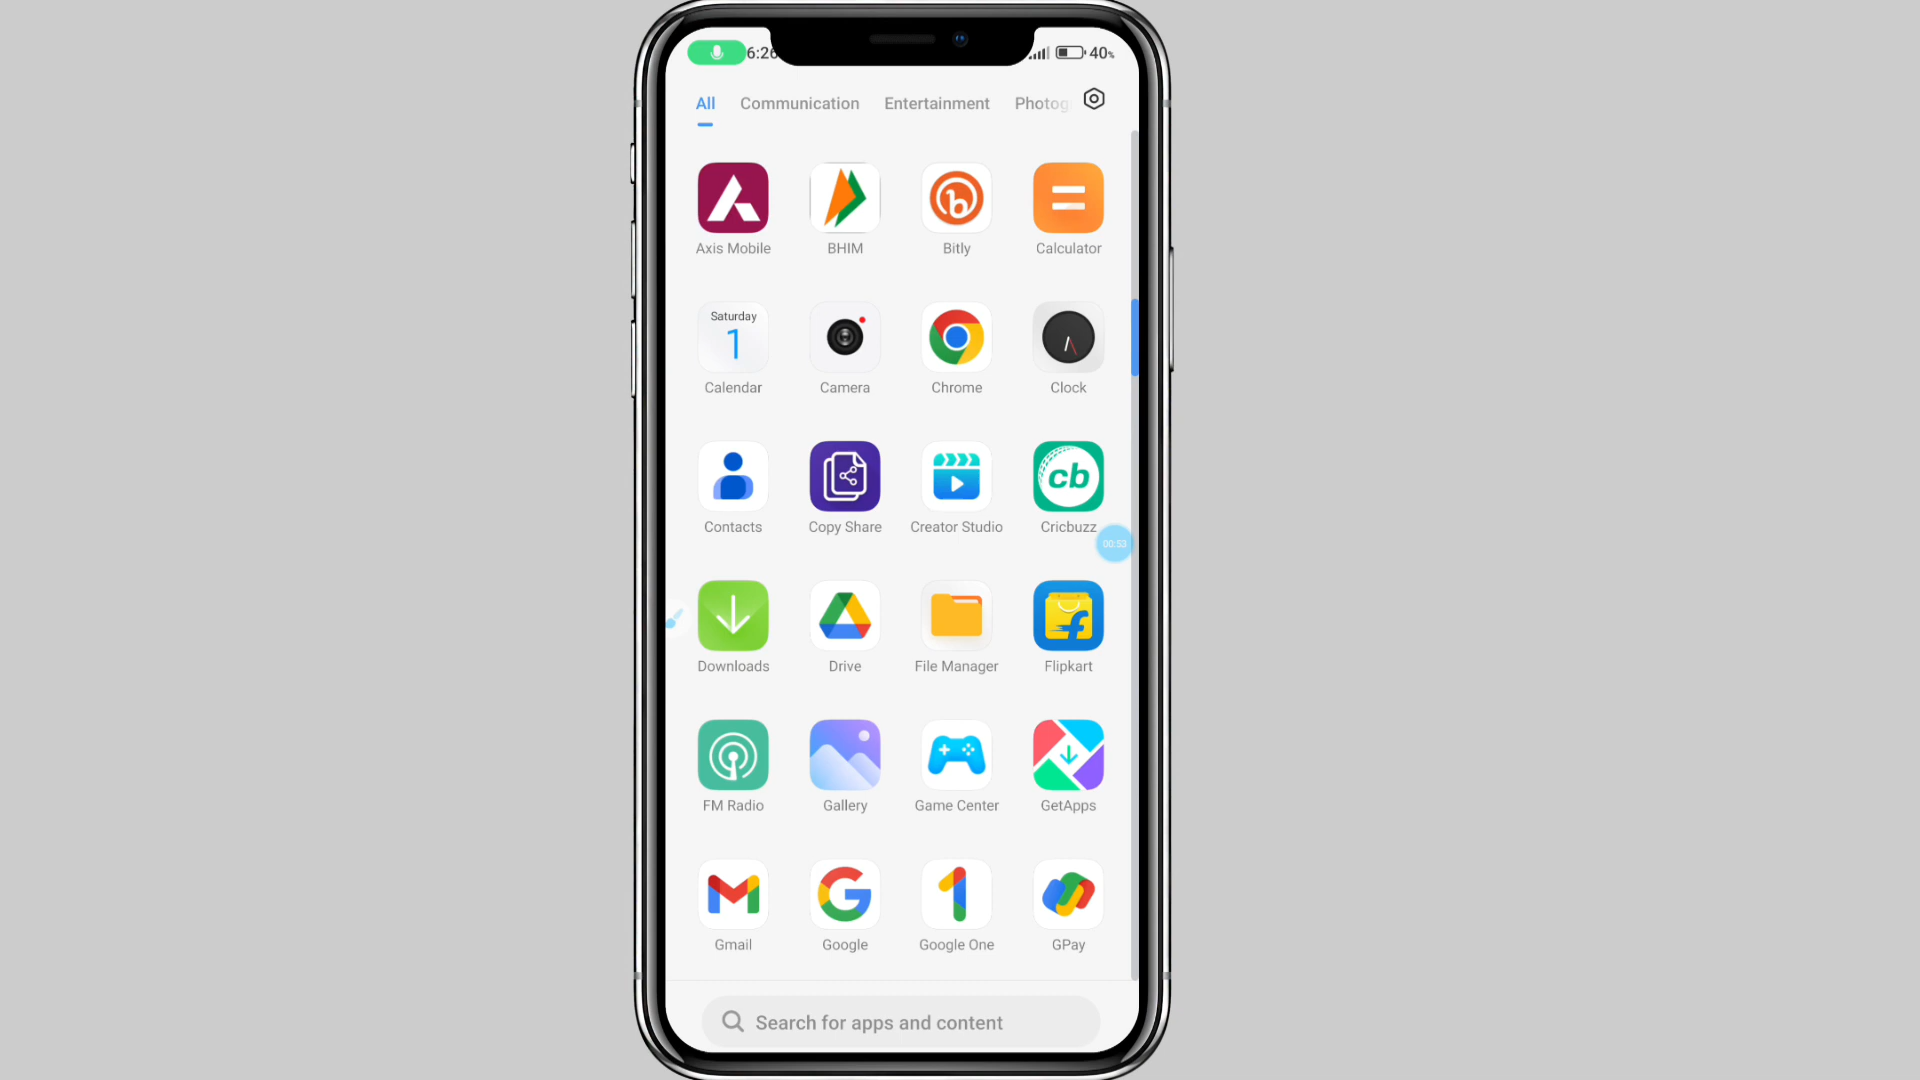 6:26 40%
All Communication Entertainment Photog
Axis Mobile BHIM Bitly Calculator
Saturday
1
Calendar Camera Chrome Clock
cb
Contacts Copy Share Creator Studio Cricbuzz
00:53
Downloads Drive File Manager Flipkart
FM Radio Gallery Game Center GetApps
Gmail Google Google One GPay
Search for apps and content